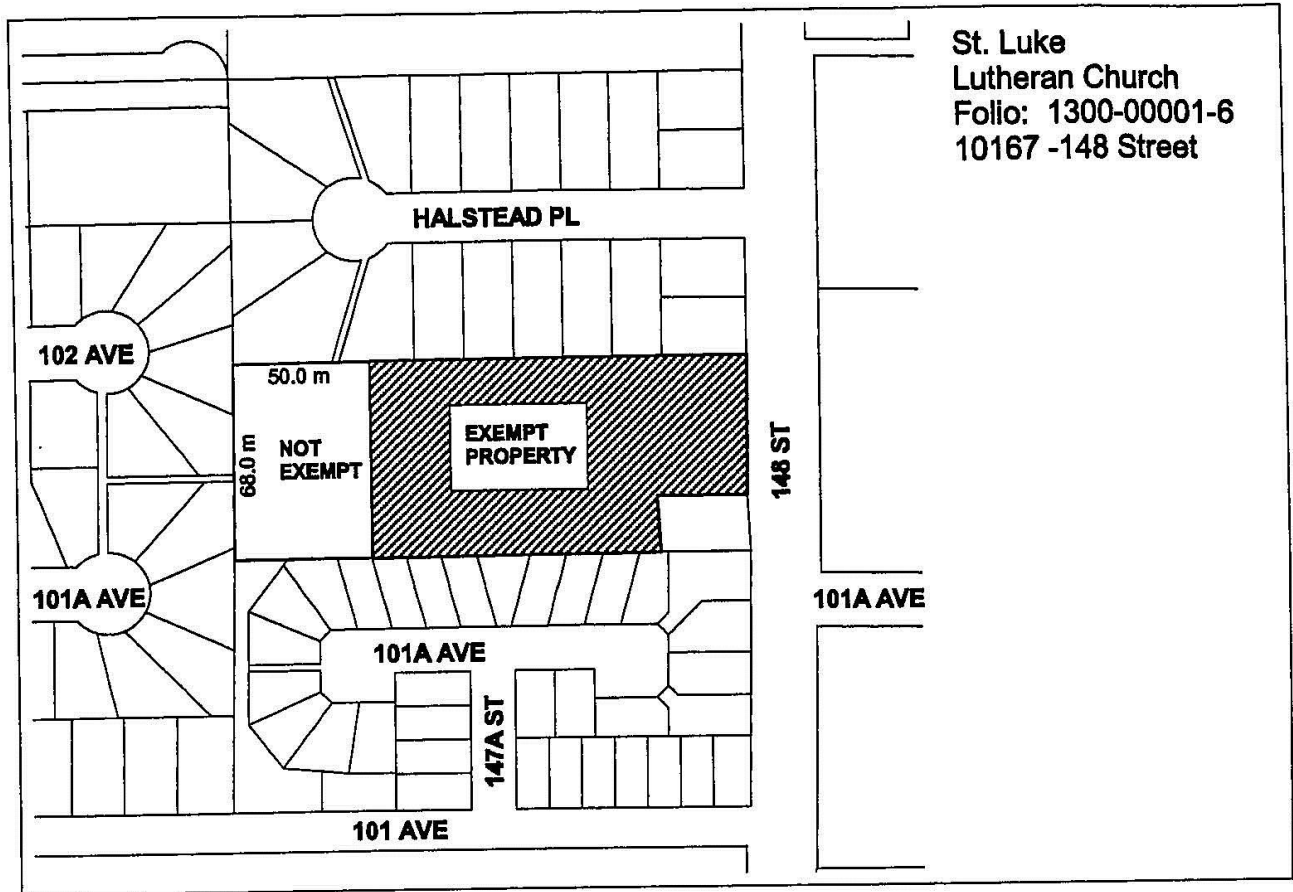 St. Luke
Lutheran Church
Folio: 1300-00001-6
10167 -148 Street
HALSTEAD PL
102 AVE
50.0 m
68.0 m
NOT
EXEMPT
EXEMPT
PROPERTY
148 ST
101A AVE
101A AVE
101A AVE
147A ST
101 AVE